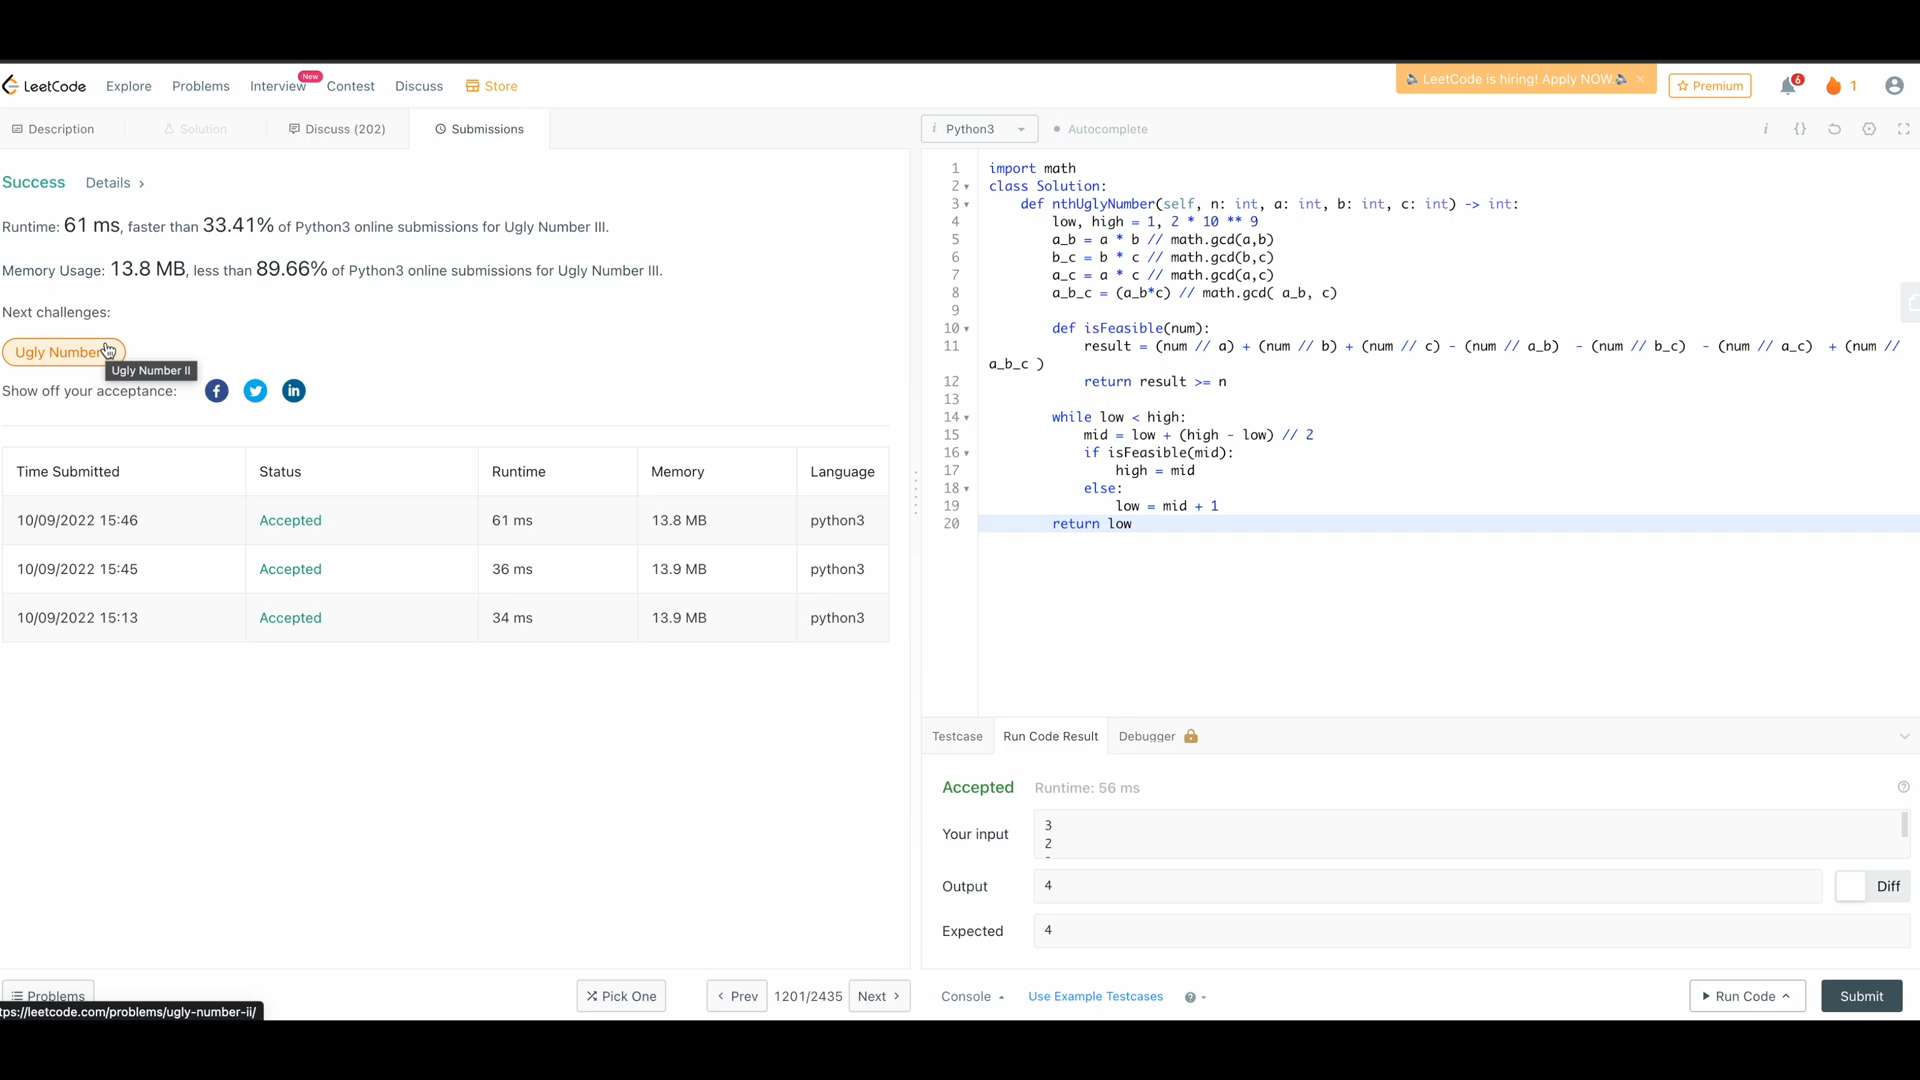 LeetCode Explore Problems Interview New Contest Discuss Store LeetCode is hiring! Apply NOW. Premium 6 1
Description Solution Discuss (202) Submissions
Success Details >
Runtime: 61 ms, faster than 33.41% of Python3 online submissions for Ugly Number III.
Memory Usage: 13.8 MB, less than 89.66% of Python3 online submissions for Ugly Number III.
Next challenges:
Ugly Number
Ugly Number II
Show off your acceptance:
Time Submitted Status Runtime Memory Language
10/09/2022 15:46 Accepted 61 ms 13.8 MB python3
10/09/2022 15:45 Accepted 36 ms 13.9 MB python3
10/09/2022 15:13 Accepted 34 ms 13.9 MB python3
Problems Pick One < Prev 1201/2435 Next >
tps://leetcode.com/problems/ugly-number-ii/
i Python3 Autocomplete i {}
1 import math
2 class Solution:
3 def nthUglyNumber(self, n: int, a: int, b: int, c: int) -> int:
4 low, high = 1, 2 * 10 ** 9
5 a_b = a * b // math.gcd(a,b)
6 b_c = b * c // math.gcd(b,c)
7 a_c = a * c // math.gcd(a,c)
8 a_b_c = (a_b*c) // math.gcd( a_b, c)
9
10 def isFeasible(num):
11 result = (num // a) + (num // b) + (num // c) - (num // a_b) - (num // b_c) - (num // a_c) + (num //
a_b_c )
12 return result >= n
13
14 while low < high:
15 mid = low + (high - low) // 2
16 if isFeasible(mid):
17 high = mid
18 else:
19 low = mid + 1
20 return low
Testcase Run Code Result Debugger
Accepted Runtime: 56 ms
Your input 3
2
Output 4 Diff
Expected 4
Console Use Example Testcases Run Code Submit